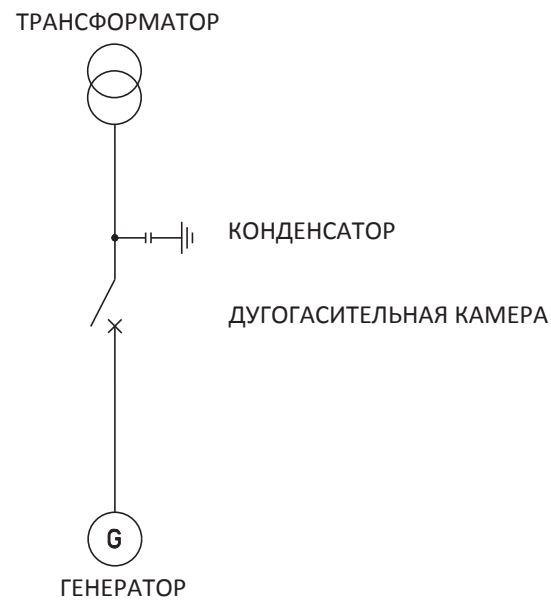 ТРАНСФОРМАТОР
КОНДЕНСАТОР
ДУГОГАСИТЕЛЬНАЯ КАМЕРА
G
ГЕНЕРАТОР